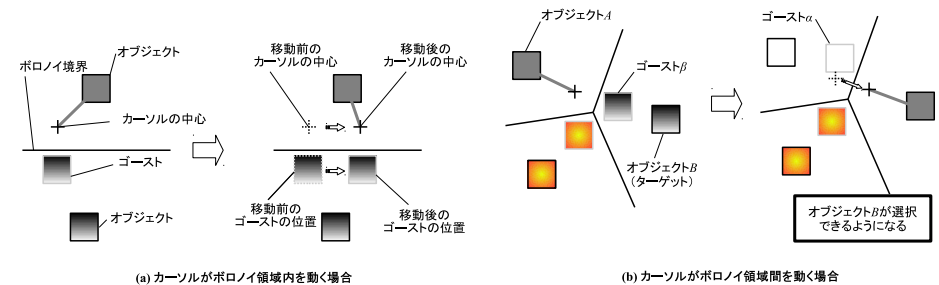 オブジェクト
ボロノイ境界
カーソルの中心
ゴースト
オブジェクト
移動前の
カーソルの中心
移動後の
カーソルの中心
移動前の
ゴーストの位置
移動後の
ゴーストの位置
(a) カーソルがボロノイ領域内を動く場合
オブジェクトA
ゴーストβ
オブジェクトB
(ターゲット)
ゴーストα
オブジェクトBが選択
できるようになる
(b) カーソルがボロノイ領域間を動く場合